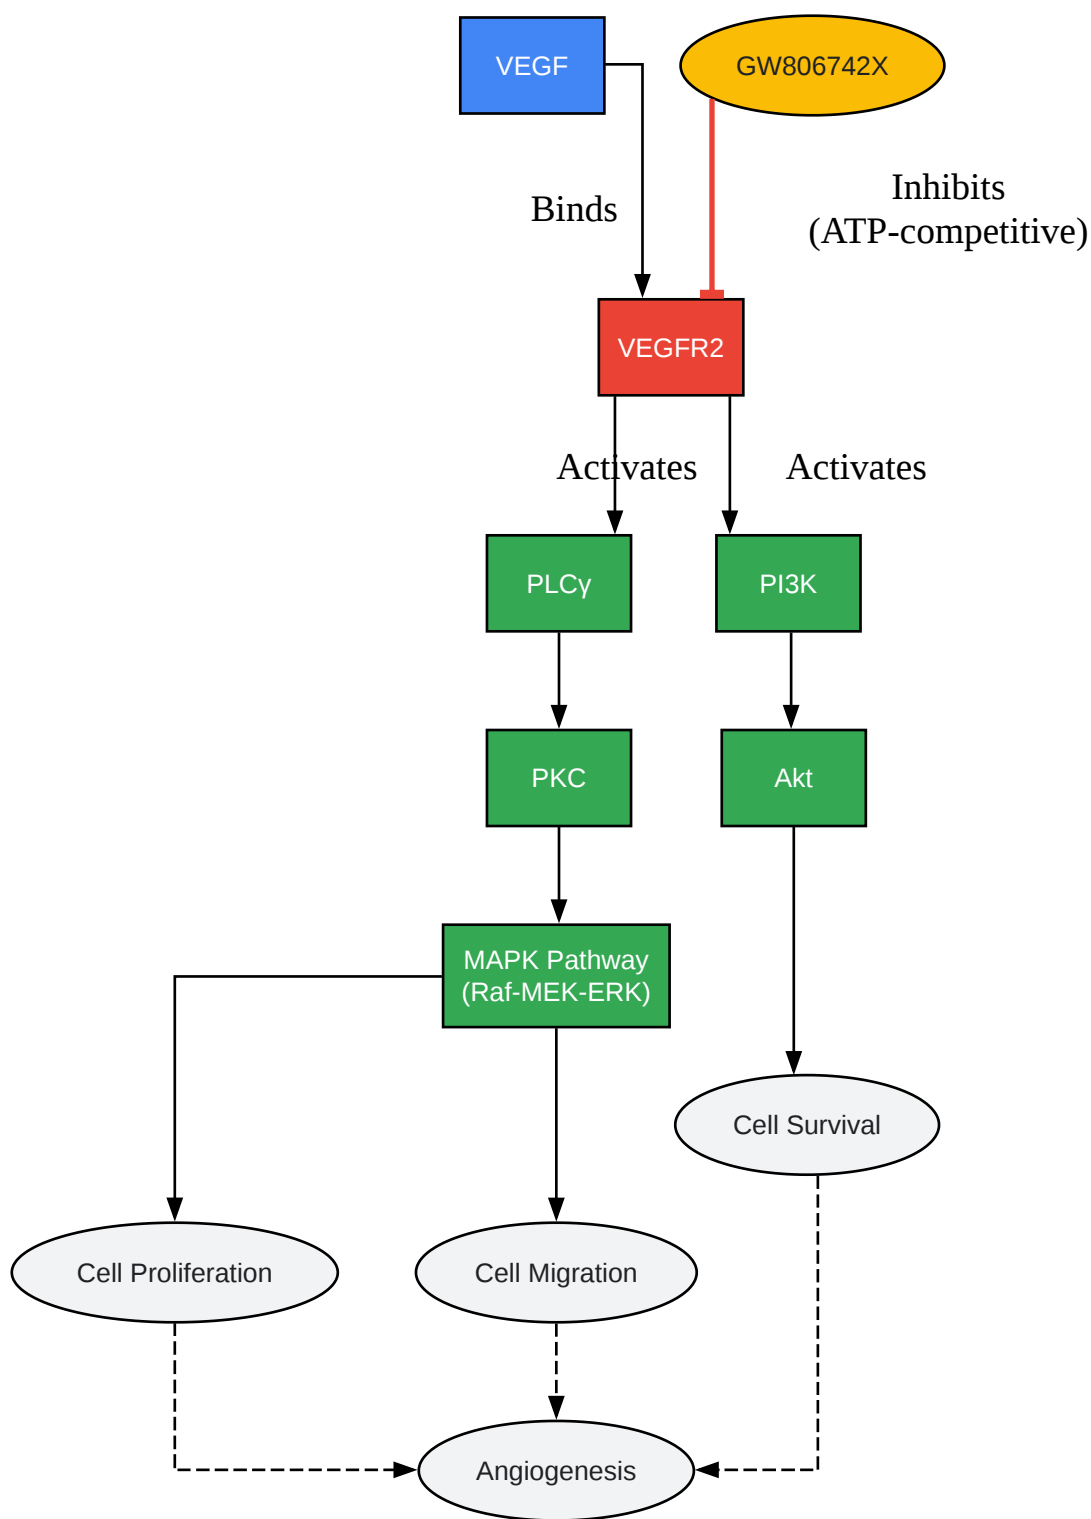 VEGF
GW806742X
Binds
Inhibits
(ATP-competitive)
VEGFR2
Activates
Activates
PLCγ
PI3K
PKC
Akt
MAPK Pathway
(Raf-MEK-ERK)
Cell Survival
Cell Proliferation
Cell Migration
Angiogenesis